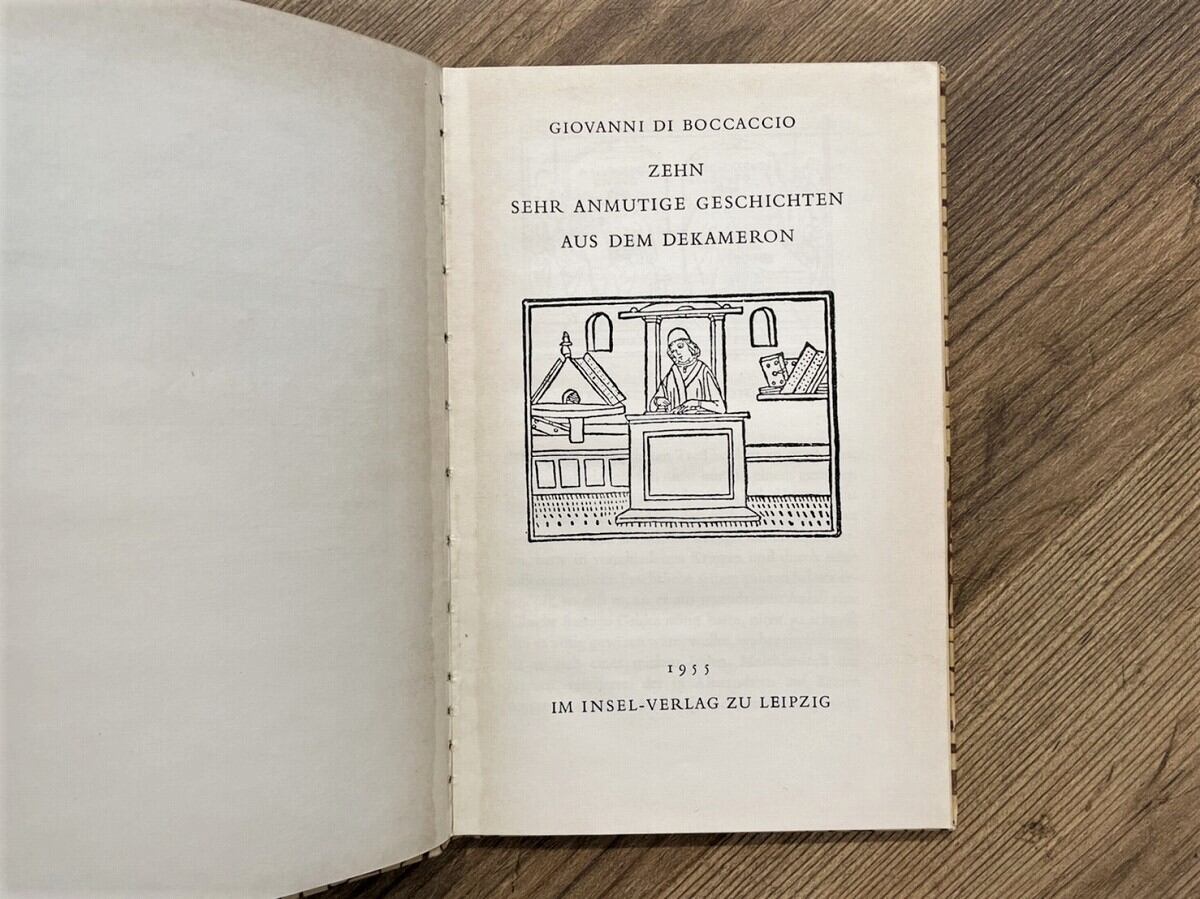 GIOVANNI DI BOCCACCIO
ZEHN
SEHR ANMUTIGE GESCHICHTEN
AUS DEM DEKAMERON
1955
IM INSEL-VERLAG ZU LEIPZIG